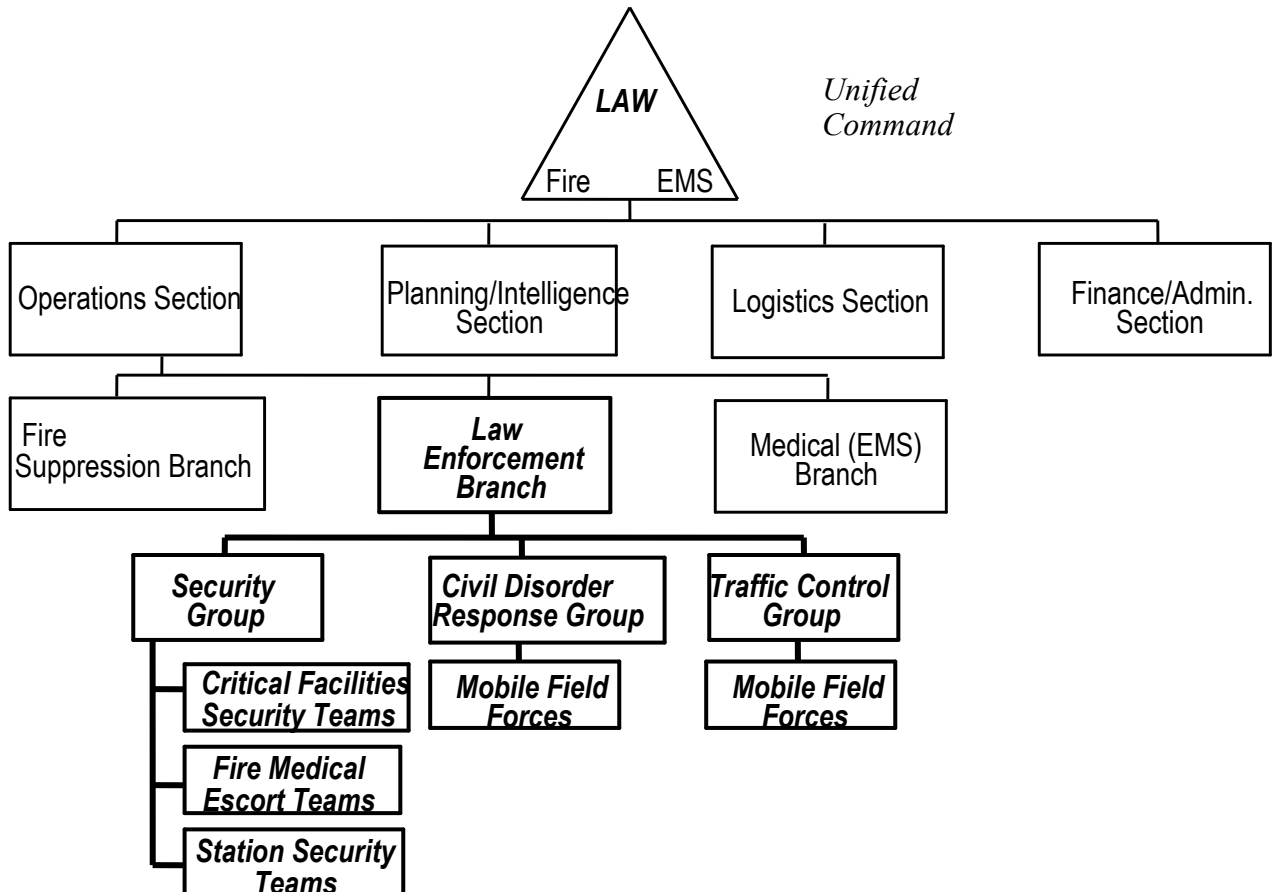 LAW
Fire EMS
Unified
Command
Operations Section
Planning/Intelligence
Section
Logistics Section
Finance/Admin.
Section
Fire
Suppression Branch
Law
Enforcement
Branch
Medical (EMS)
Branch
Security
Group
Civil Disorder
Response Group
Traffic Control
Group
Critical Facilities
Security Teams
Mobile Field
Forces
Mobile Field
Forces
Fire Medical
Escort Teams
Station Security
Teams